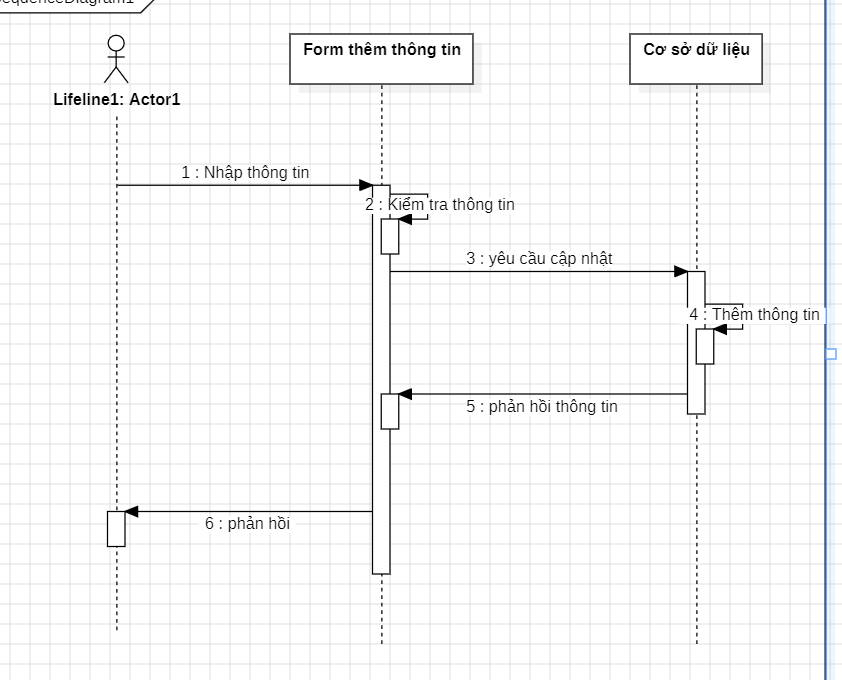 Form thêm thông tin
Cơ sở dữ liệu
Lifeline1: Actor1
1 : Nhập thông tin
2 : Kiểm tra thông tin
3 : yêu cầu cập nhật
4 : Thêm thông tin
5 : phản hồi thông tin
6 : phản hồi